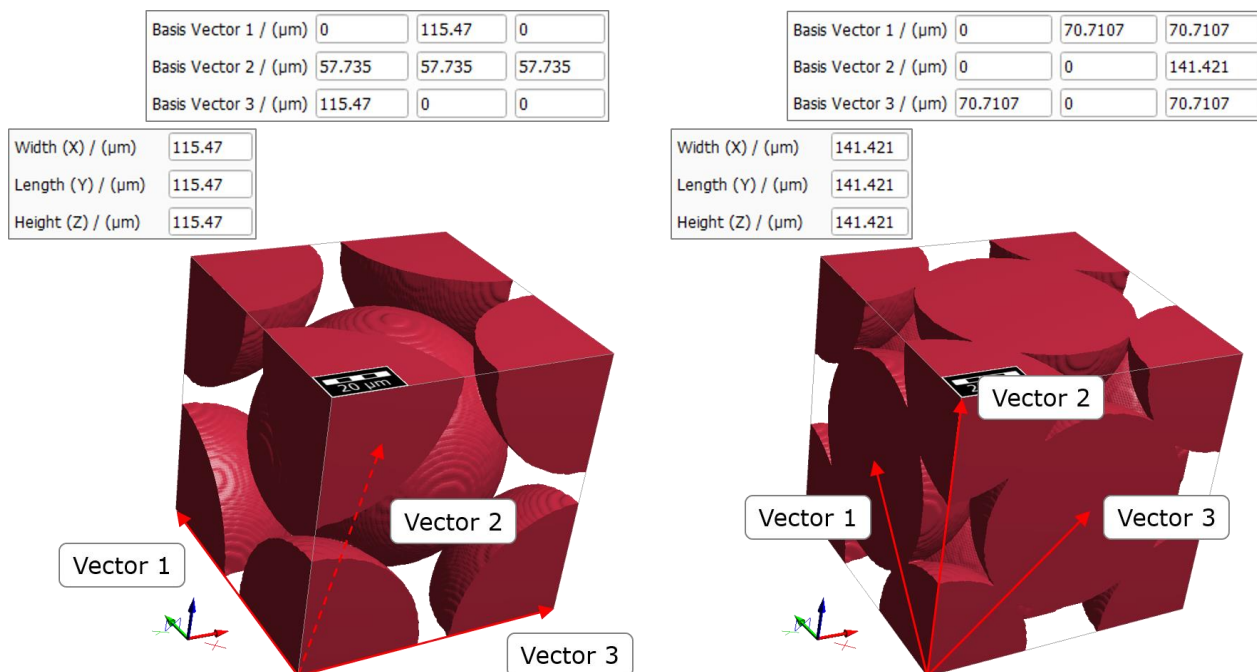 Basis Vector 1 / (µm) 0 115.47 0
Basis Vector 2 / (µm) 57.735 57.735 57.735
Basis Vector 3 / (µm) 115.47 0 0
Width (X) / (µm) 115.47
Length (Y) / (µm) 115.47
Height (Z) / (µm) 115.47
20 µm
Vector 2
Vector 1
Vector 3
X
Basis Vector 1 / (µm) 0 70.7107 70.7107
Basis Vector 2 / (µm) 0 0 141.421
Basis Vector 3 / (µm) 70.7107 0 70.7107
Width (X) / (µm) 141.421
Length (Y) / (µm) 141.421
Height (Z) / (µm) 141.421
Vector 2
Vector 1
Vector 3
X